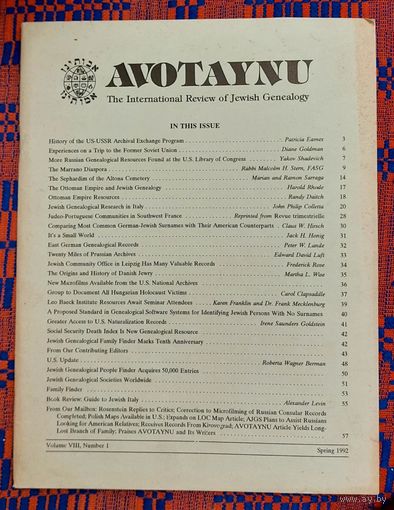 אבותינו
AVOTAYNU
The International Review of Jewish Genealogy
IN THIS ISSUE
History of the US-USSR Archival Exchange Program Patricia Eames 3
Experiences on a Trip to the Former Soviet Union Diane Goldman 6
More Russian Genealogical Resources Found at the U.S. Library of Congress Yakov Shadevich 7
The Marrano Diaspora Rabbi Malcolm H. Stern, FASG 9
The Sephardim of the Altona Cemetery Marian and Ramon Sarraga 14
The Ottoman Empire and Jewish Genealogy Harold Rhode 17
Ottoman Empire Resources Randy Daitch 18
Jewish Genealogical Research in Italy John Philip Colletta 20
Judeo-Portuguese Communities in Southwest France Reprinted from Revue trimestrielle 28
Comparing Most Common German-Jewish Surnames with Their American Counterparts Claus W. Hirsch 30
It's a Small World Jack H. Honig 31
East German Genealogical Records Peter W. Lande 32
Twenty Miles of Prussian Archives Edward David Luft 33
Jewish Community Office in Leipzig Has Many Valuable Records Frederick Rose 34
The Origins and History of Danish Jewry Martha L. Woe 35
New Microfilms Available from the U.S. National Archives 36
Group to Document All Hungarian Holocaust Victims Carol Clapsaddle 37
Leo Baeck Institute Resources Await Seminar Attendees Karen Franklin and Dr. Frank Mecklenburg 39
A Proposed Standard in Genealogical Software Systems for Identifying Jewish Persons With No Surnames 40
Greater Access to U.S. Naturalization Records Irene Saunders Goldstein 41
Social Security Death Index Is New Genealogical Resource 42
Jewish Genealogical Family Finder Marks Tenth Anniversary 42
From Our Contributing Editors 43
U.S. Update Roberta Wagner Berman 48
Jewish Genealogical People Finder Acquires 50,000 Entries 50
Jewish Genealogical Societies Worldwide 51
Family Finder 53
Book Review: Guide to Jewish Italy Alexander Levin 55
From Our Mailbox: Rosenstein Replies to Critics; Correction to Microfilming of Russian Consular Records
Completed; Polish Maps Available in U.S.; Expands on LOC Map Article; AJGS Plans to Assist Russians
Looking for American Relatives; Receives Records From Kirovograd; AVOTAYNU Article Yields Long-
Lost Branch of Family; Praises AVOTAYNU and Its Writers 57
Volume VIII, Number 1 Spring 1992
ay.by